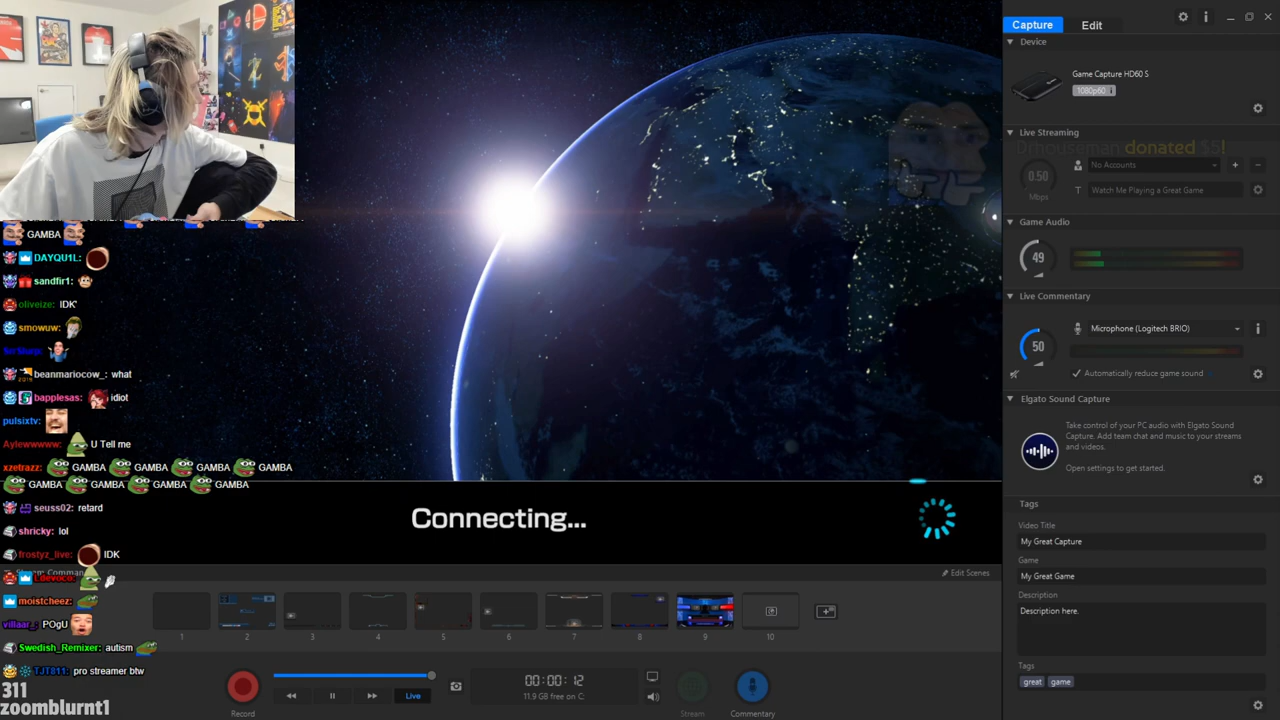 GAMBA
DAYQU1L:
sandfir1:
oliveize: IDK
smowuw:
beanmariocow_: what
bapplesas: idiot
pulsixtv:
Aylewwwww: U Tell me
xzetrazz: GAMBA GAMBA GAMBA GAMBA
GAMBA GAMBA GAMBA GAMBA
seuss02: retard
shricky: lol
frostyz_live: IDK
Ldevoco:
moistcheez:
villaar_: POgU
Swedish_Remixer: autism
TJT811: pro streamer btw
311
zoomblurnt1
Connecting...
Edit Scenes
1 2 3 4 5 6 7 8 9 10
Record
Live
00:00:12
11.9 GB free on C:
Stream
Commentary
Capture Edit
Device
Game Capture HD60 S
1080p60
Live Streaming
0mouseman donated $5!
0.50
Mbps
No Accounts
Watch Me Playing a Great Game
Game Audio
49
Live Commentary
50
Microphone (Logitech BRIO)
Automatically reduce game sound
Elgato Sound Capture
Take control of your PC audio with Elgato Sound
Capture. Add team chat and music to your streams
and videos.
Open settings to get started.
Tags
Video Title
My Great Capture
Game
My Great Game
Description
Description here.
Tags
great game